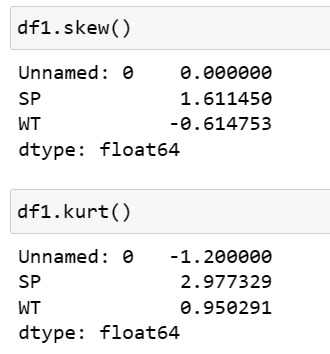 df1.skew()
Unnamed: 0    0.000000
SP            1.611450
WT           -0.614753
dtype: float64
df1.kurt()
Unnamed: 0   -1.200000
SP            2.977329
WT            0.950291
dtype: float64